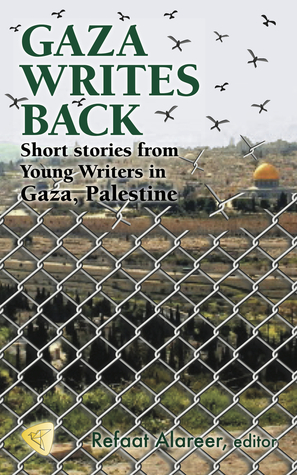 GAZA
WRITES
BACK
Short stories from
Young Writers in
Gaza, Palestine
Refaat Alareer, editor